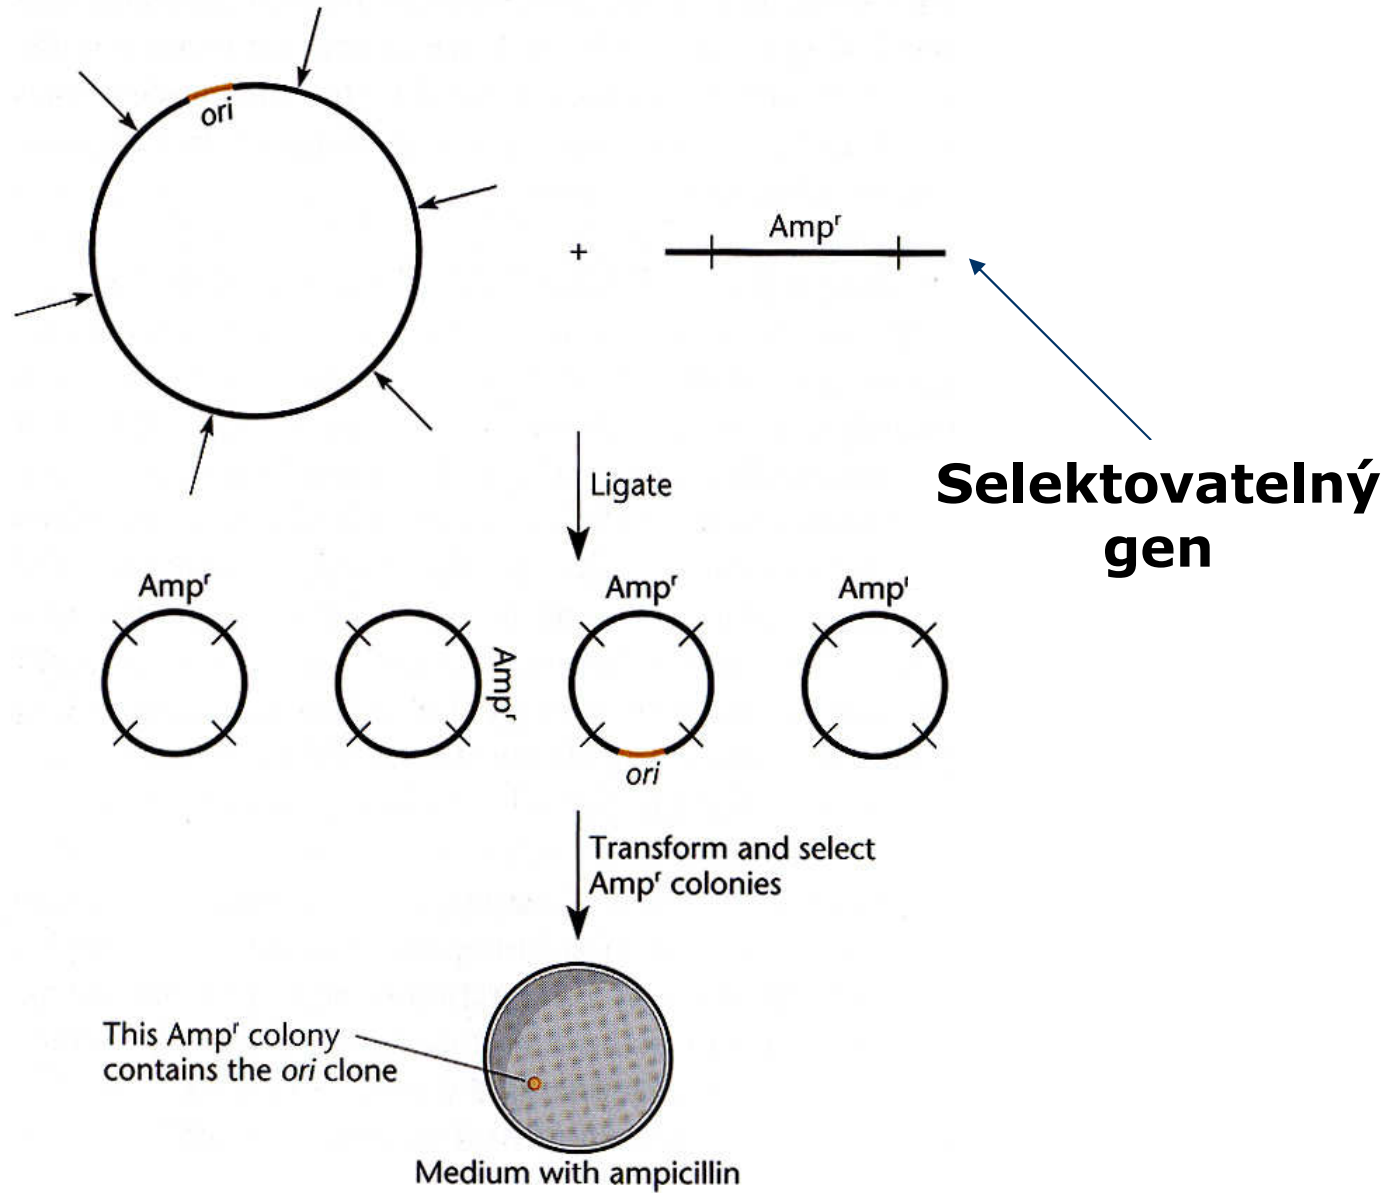 ori
+
Ampʳ
Ligate
Selektovatelný
gen
Ampʳ
Ampʳ
Ampʳ
Ampʳ
ori
Transform and select
Ampʳ colonies
This Ampʳ colony
contains the ori clone
Medium with ampicillin